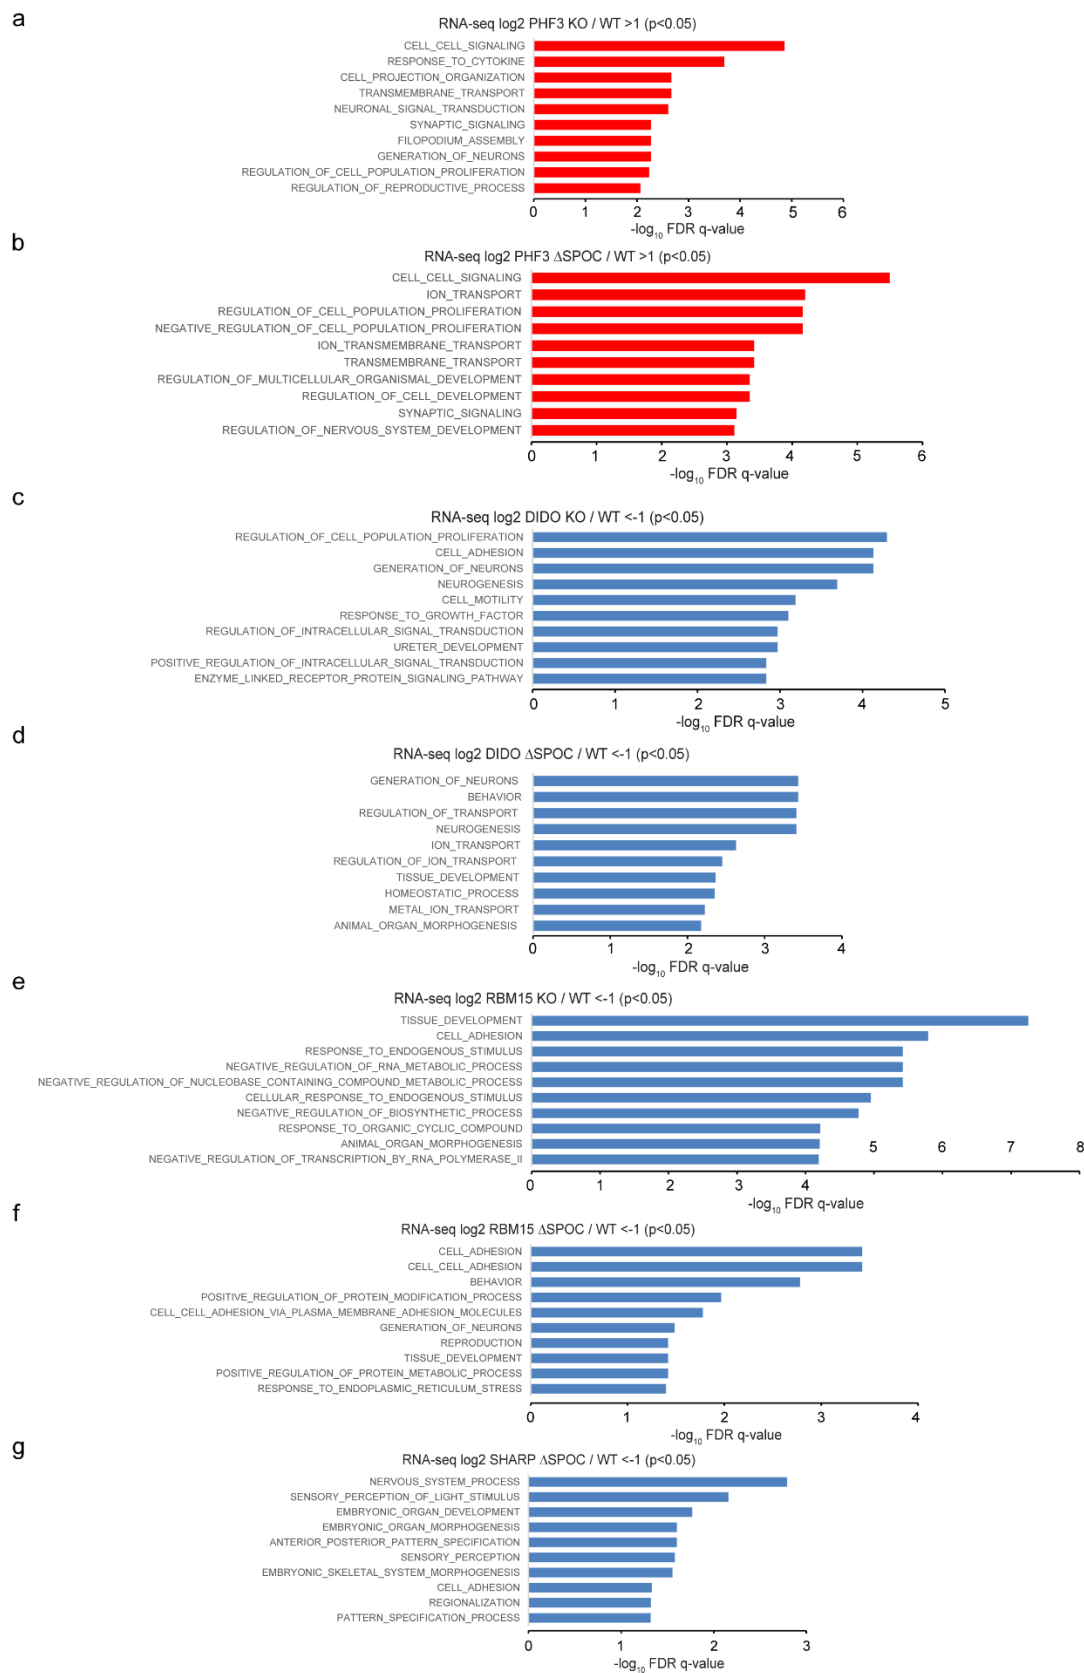 a
RNA-seq log2 PHF3 KO / WT >1 (p<0.05)
CELL_CELL_SIGNALING
RESPONSE_TO_CYTOKINE
CELL_PROJECTION_ORGANIZATION
TRANSMEMBRANE_TRANSPORT
NEURONAL_SIGNAL_TRANSDUCTION
SYNAPTIC_SIGNALING
FILOPODIUM_ASSEMBLY
GENERATION_OF_NEURONS
REGULATION_OF_CELL_POPULATION_PROLIFERATION
REGULATION_OF_REPRODUCTIVE_PROCESS
0 1 2 3 4 5 6
-log10 FDR q-value
b
RNA-seq log2 PHF3 ΔSPOC / WT >1 (p<0.05)
CELL_CELL_SIGNALING
ION_TRANSPORT
REGULATION_OF_CELL_POPULATION_PROLIFERATION
NEGATIVE_REGULATION_OF_CELL_POPULATION_PROLIFERATION
ION_TRANSMEMBRANE_TRANSPORT
TRANSMEMBRANE_TRANSPORT
REGULATION_OF_MULTICELLULAR_ORGANISMAL_DEVELOPMENT
REGULATION_OF_CELL_DEVELOPMENT
SYNAPTIC_SIGNALING
REGULATION_OF_NERVOUS_SYSTEM_DEVELOPMENT
0 1 2 3 4 5 6
-log10 FDR q-value
c
RNA-seq log2 DIDO KO / WT <-1 (p<0.05)
REGULATION_OF_CELL_POPULATION_PROLIFERATION
CELL_ADHESION
GENERATION_OF_NEURONS
NEUROGENESIS
CELL_MOTILITY
RESPONSE_TO_GROWTH_FACTOR
REGULATION_OF_INTRACELLULAR_SIGNAL_TRANSDUCTION
URETER_DEVELOPMENT
POSITIVE_REGULATION_OF_INTRACELLULAR_SIGNAL_TRANSDUCTION
ENZYME_LINKED_RECEPTOR_PROTEIN_SIGNALING_PATHWAY
0 1 2 3 4 5
-log10 FDR q-value
d
RNA-seq log2 DIDO ΔSPOC / WT <-1 (p<0.05)
GENERATION_OF_NEURONS
BEHAVIOR
REGULATION_OF_TRANSPORT
NEUROGENESIS
ION_TRANSPORT
REGULATION_OF_ION_TRANSPORT
TISSUE_DEVELOPMENT
HOMEOSTATIC_PROCESS
METAL_ION_TRANSPORT
ANIMAL_ORGAN_MORPHOGENESIS
0 1 2 3 4
-log10 FDR q-value
e
RNA-seq log2 RBM15 KO / WT <-1 (p<0.05)
TISSUE_DEVELOPMENT
CELL_ADHESION
RESPONSE_TO_ENDOGENOUS_STIMULUS
NEGATIVE_REGULATION_OF_RNA_METABOLIC_PROCESS
NEGATIVE_REGULATION_OF_NUCLEOBASE_CONTAINING_COMPOUND_METABOLIC_PROCESS
CELLULAR_RESPONSE_TO_ENDOGENOUS_STIMULUS
NEGATIVE_REGULATION_OF_BIOSYNTHETIC_PROCESS
RESPONSE_TO_ORGANIC_CYCLIC_COMPOUND
ANIMAL_ORGAN_MORPHOGENESIS
NEGATIVE_REGULATION_OF_TRANSCRIPTION_BY_RNA_POLYMERASE_II
0 1 2 3 4 5 6 7 8
-log10 FDR q-value
f
RNA-seq log2 RBM15 ΔSPOC / WT <-1 (p<0.05)
CELL_ADHESION
CELL_CELL_ADHESION
BEHAVIOR
POSITIVE_REGULATION_OF_PROTEIN_MODIFICATION_PROCESS
CELL_CELL_ADHESION_VIA_PLASMA_MEMBRANE_ADHESION_MOLECULES
GENERATION_OF_NEURONS
REPRODUCTION
TISSUE_DEVELOPMENT
POSITIVE_REGULATION_OF_PROTEIN_METABOLIC_PROCESS
RESPONSE_TO_ENDOPLASMIC_RETICULUM_STRESS
0 1 2 3 4
-log10 FDR q-value
g
RNA-seq log2 SHARP ΔSPOC / WT <-1 (p<0.05)
NERVOUS_SYSTEM_PROCESS
SENSORY_PERCEPTION_OF_LIGHT_STIMULUS
EMBRYONIC_ORGAN_DEVELOPMENT
EMBRYONIC_ORGAN_MORPHOGENESIS
ANTERIOR_POSTERIOR_PATTERN_SPECIFICATION
SENSORY_PERCEPTION
EMBRYONIC_SKELETAL_SYSTEM_MORPHOGENESIS
CELL_ADHESION
REGIONALIZATION
PATTERN_SPECIFICATION_PROCESS
0 1 2 3
-log10 FDR q-value